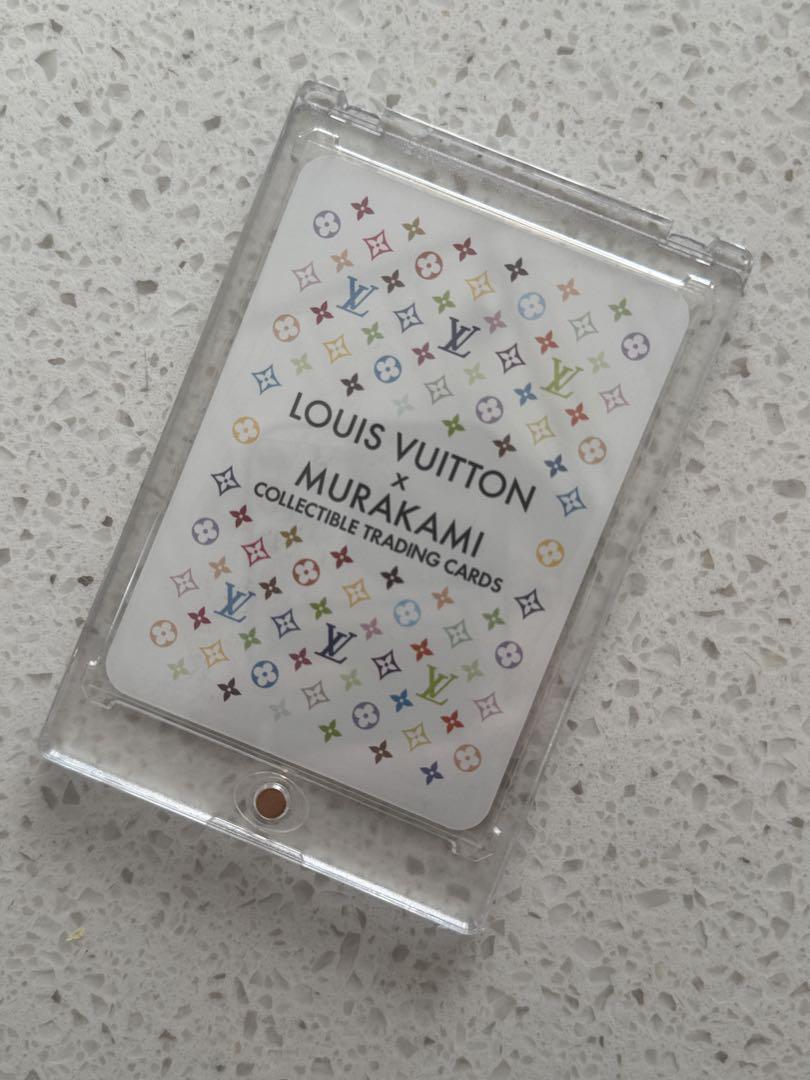 LOUIS VUITTON
x
MURAKAMI
COLLECTIBLE TRADING CARDS